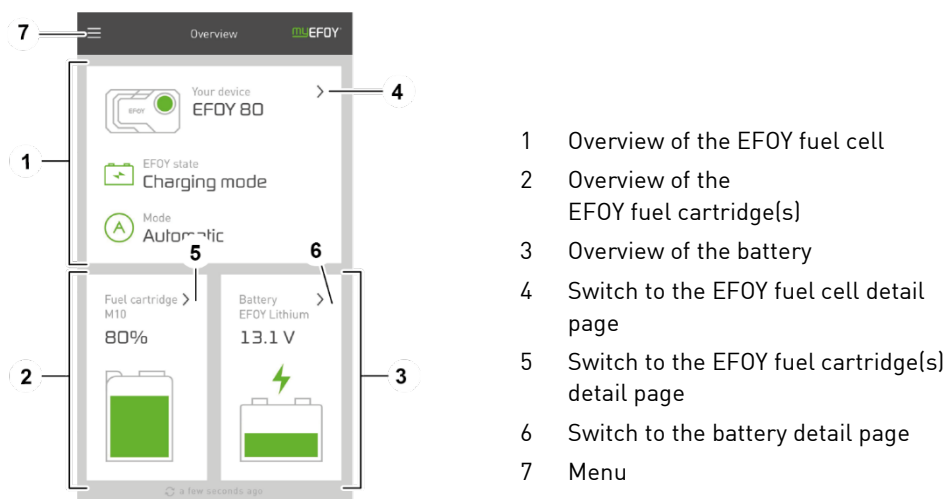 7
Overview
myEFOY
1
Your device
EFOY
EFOY 80
4
EFOY state
Charging mode
A
Mode
Automatic
5
6
Fuel cartridge
M10
80%
Battery
EFOY Lithium
13.1 V
2
3
a few seconds ago
1 Overview of the EFOY fuel cell
2 Overview of the
EFOY fuel cartridge(s)
3 Overview of the battery
4 Switch to the EFOY fuel cell detail
page
5 Switch to the EFOY fuel cartridge(s)
detail page
6 Switch to the battery detail page
7 Menu